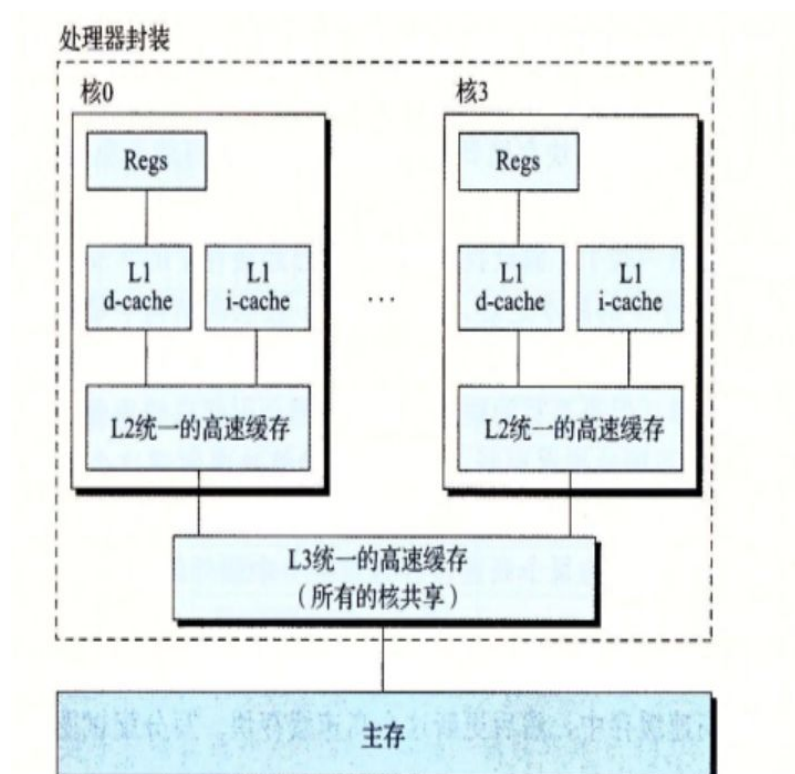 处理器封装
核0
核3
Regs
Regs
L1
d-cache
L1
i-cache
...
L1
d-cache
L1
i-cache
L2统一的高速缓存
L2统一的高速缓存
L3统一的高速缓存
（所有的核共享）
主存